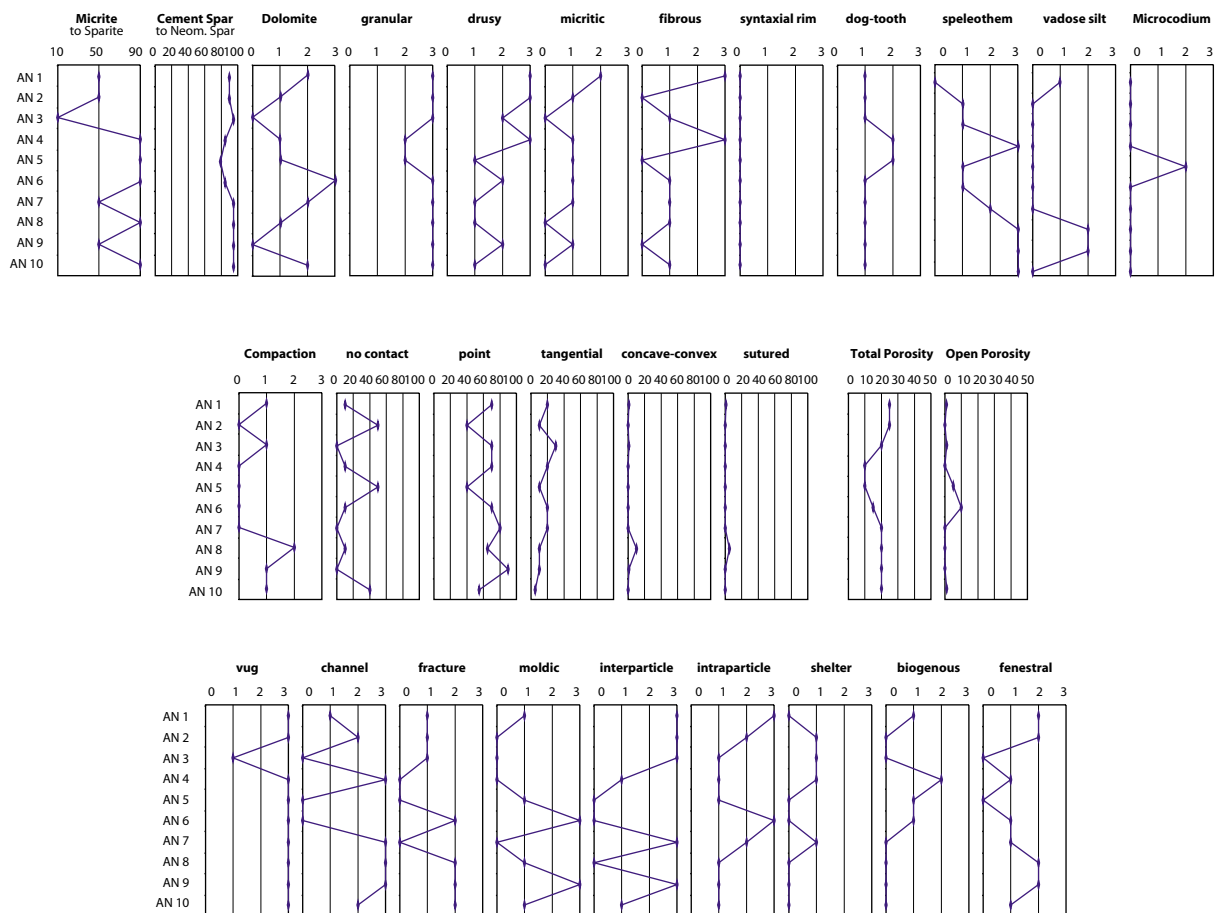 Micrite Cement Spar Dolomite granular drusy micritic fibrous syntaxial rim dog-tooth speleothem vadose silt Microcodium
to Sparite to Neom. Spar
10 50 90 0 20 40 60 80 100 0 1 2 3 0 1 2 3 0 1 2 3 0 1 2 3 0 1 2 3 0 1 2 3 0 1 2 3 0 1 2 3 0 1 2 3 0 1 2 3
AN 1
AN 2
AN 3
AN 4
AN 5
AN 6
AN 7
AN 8
AN 9
AN 10
Compaction no contact point tangential concave-convex sutured Total Porosity Open Porosity
0 1 2 3 0 20 40 60 80 100 0 20 40 60 80 100 0 20 40 60 80 100 0 20 40 60 80 100 0 20 40 60 80 100 0 10 20 30 40 50 0 10 20 30 40 50
AN 1
AN 2
AN 3
AN 4
AN 5
AN 6
AN 7
AN 8
AN 9
AN 10
vug channel fracture moldic interparticle intraparticle shelter biogenous fenestral
0 1 2 3 0 1 2 3 0 1 2 3 0 1 2 3 0 1 2 3 0 1 2 3 0 1 2 3 0 1 2 3 0 1 2 3
AN 1
AN 2
AN 3
AN 4
AN 5
AN 6
AN 7
AN 8
AN 9
AN 10